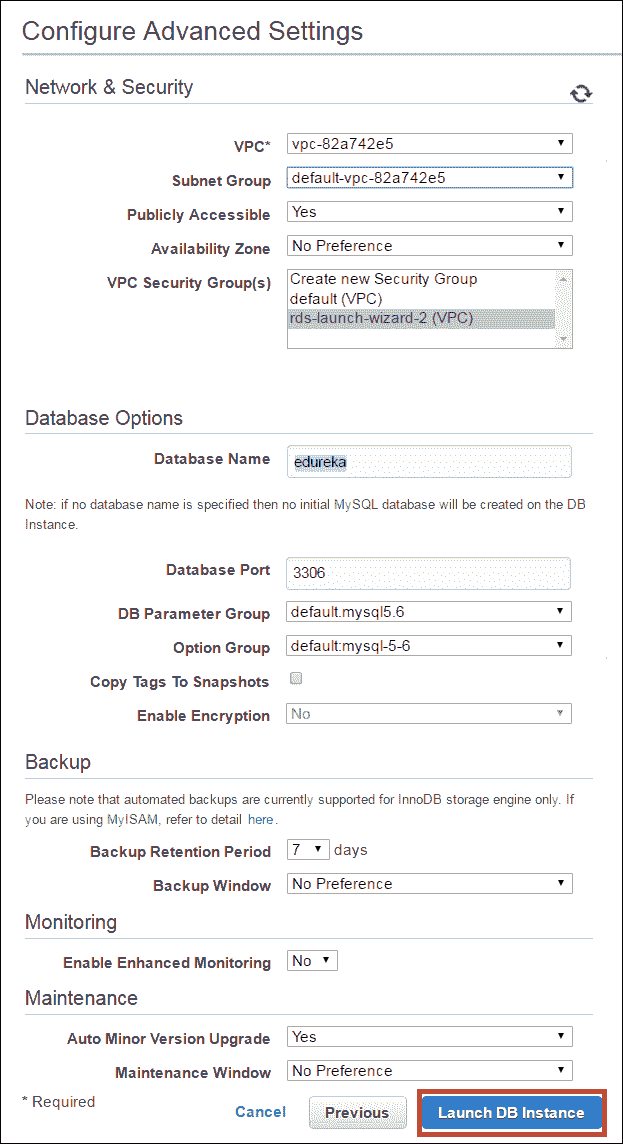 Configure Advanced Settings
Network & Security
VPC* vpc-82a742e5
Subnet Group default-vpc-82a742e5
Publicly Accessible Yes
Availability Zone No Preference
VPC Security Group(s) Create new Security Group
default (VPC)
rds-launch-wizard-2 (VPC)
Database Options
Database Name edureka
Note: if no database name is specified then no initial MySQL database will be created on the DB
Instance.
Database Port 3306
DB Parameter Group default.mysql5.6
Option Group default:mysql-5-6
Copy Tags To Snapshots
Enable Encryption No
Backup
Please note that automated backups are currently supported for InnoDB storage engine only. If
you are using MyISAM, refer to detail here.
Backup Retention Period 7 days
Backup Window No Preference
Monitoring
Enable Enhanced Monitoring No
Maintenance
Auto Minor Version Upgrade Yes
Maintenance Window No Preference
* Required
Cancel Previous Launch DB Instance